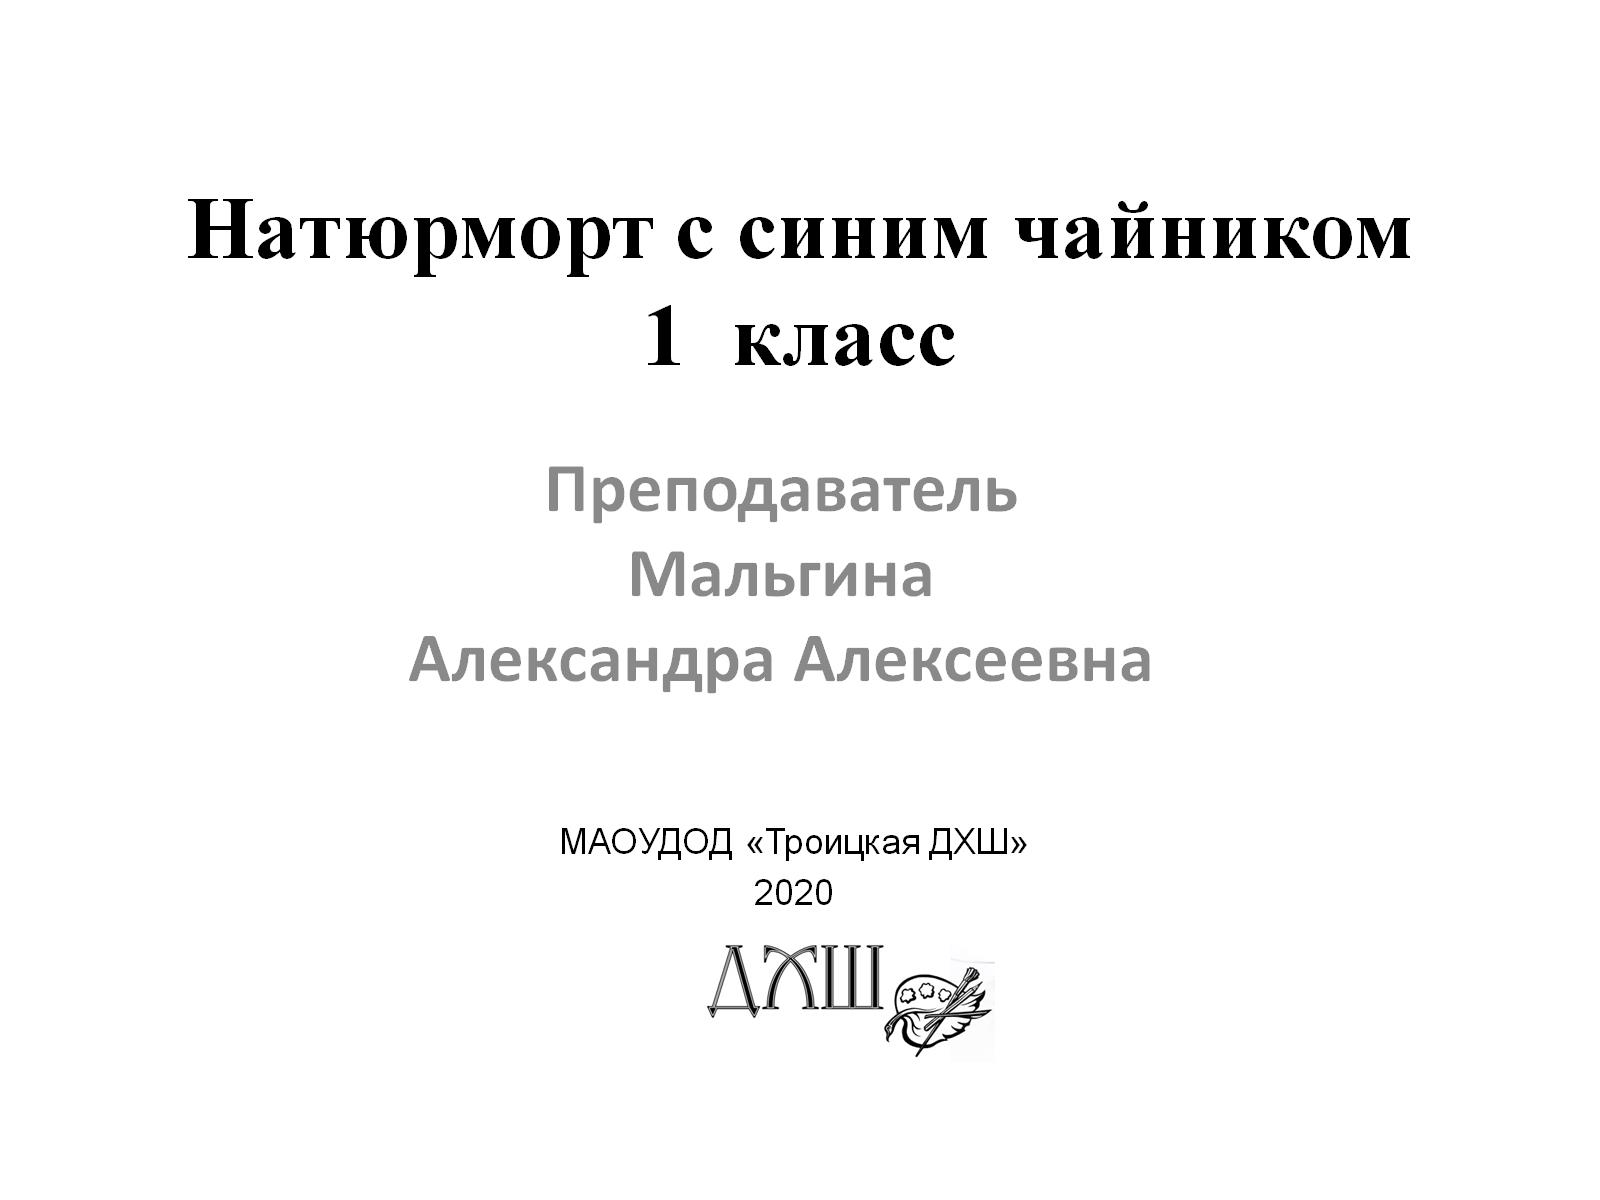 Натюрморт с синим чайником
1 класс
Преподаватель
Мальгина
Александра Алексеевна
МАОУДОД «Троицкая ДХШ»
2020
ДХШ